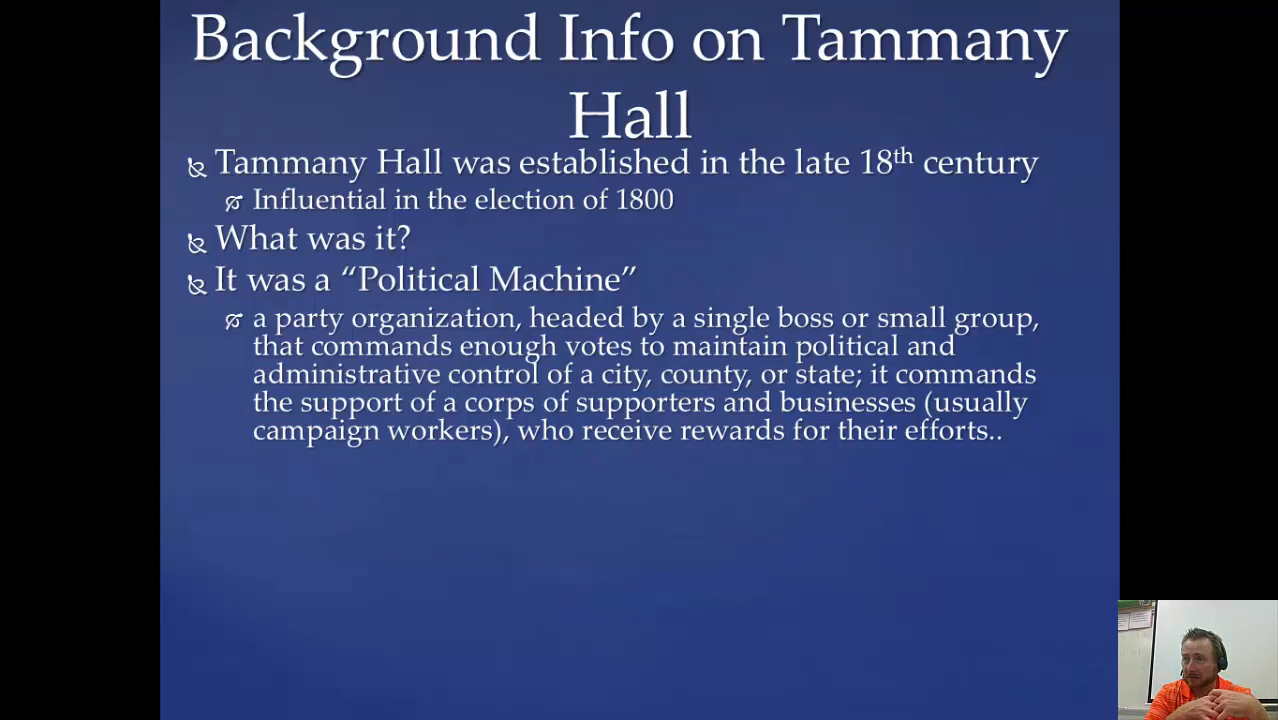 Background Info on Tammany
Hall
Tammany Hall was established in the late 18th century
Influential in the election of 1800
What was it?
It was a “Political Machine”
a party organization, headed by a single boss or small group,
that commands enough votes to maintain political and
administrative control of a city, county, or state; it commands
the support of a corps of supporters and businesses (usually
campaign workers), who receive rewards for their efforts..